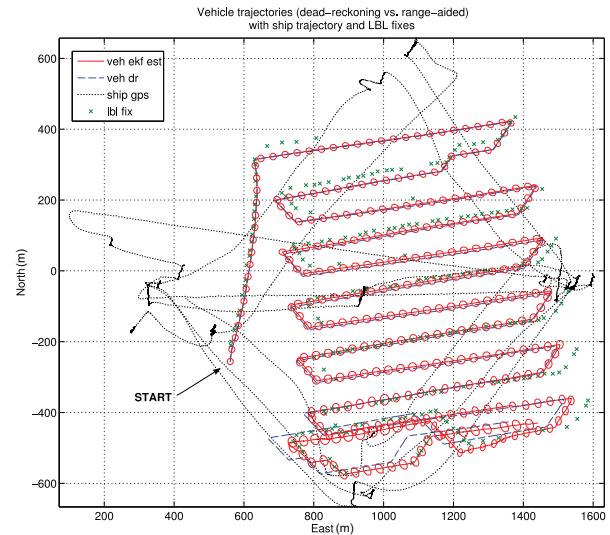 Vehicle trajectories (dead-reckoning vs. range-aided)
with ship trajectory and LBL fixes
veh ekf est
veh dr
ship gps
lbl fix
600
400
200
0
−200
−400
−600
North (m)
START
200
400
600
800
1000
1200
1400
1600
East (m)